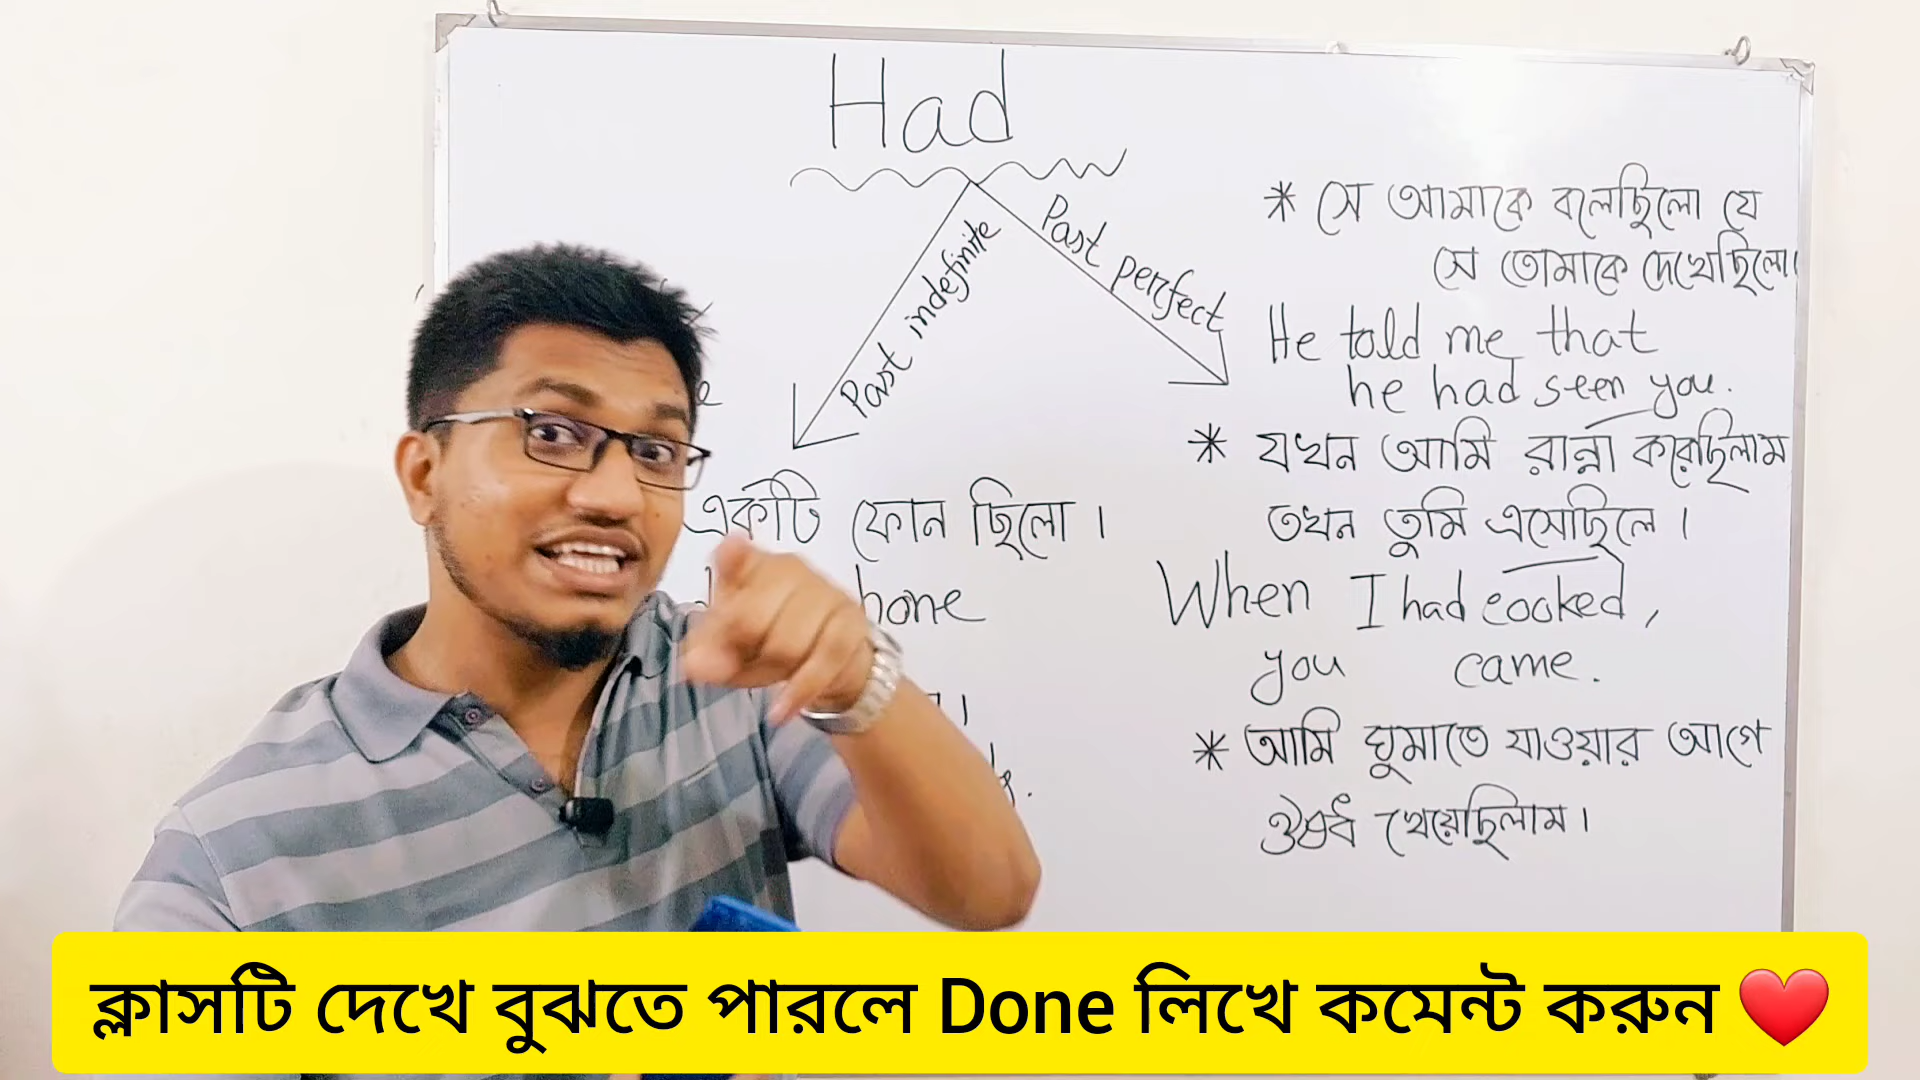 Had
Past indefinite
Past perfect
একটি ফোন ছিলো।
* সে আমাকে বলেছিলো যে
সে তোমাকে দেখেছিলো।
He told me that
he had seen you.
* যখন আমি রান্না করেছিলাম
তখন তুমি এসেছিলে।
When I had cooked,
you came.
* আমি ঘুমাতে যাওয়ার আগে
ঔষধ খেয়েছিলাম।
ক্লাসটি দেখে বুঝতে পারলে Done লিখে কমেন্ট করুন ❤️